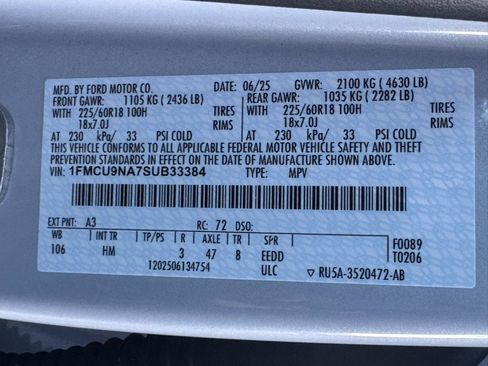 MFD. BY FORD MOTOR CO. DATE: 06/25 GVWR: 2100 KG ( 4630 LB)
FRONT GAWR: 1105 KG ( 2436 LB) REAR GAWR: 1035 KG ( 2282 LB)
WITH 225/60R18 100H TIRES WITH 225/60R18 100H TIRES
18x7.0J RIMS 18x7.0J RIMS
AT 230 kPa/ 33 PSI COLD AT 230 kPa/ 33 PSI COLD
THIS VEHICLE CONFORMS TO ALL APPLICABLE FEDERAL MOTOR VEHICLE SAFETY, BUMPER, AND THEFT
PREVENTION STANDARDS IN EFFECT ON THE DATE OF MANUFACTURE SHOWN ABOVE.
VIN: 1FMCU9NA7SUB33384 TYPE: MPV
EXT PNT: A3 RC: 72 DSO:
WB INT TR TP/PS R AXLE TR SPR F0089
106 HM 3 47 8 EEDD T0206
1202506134754 ULC ▽ RU5A-3520472-AB